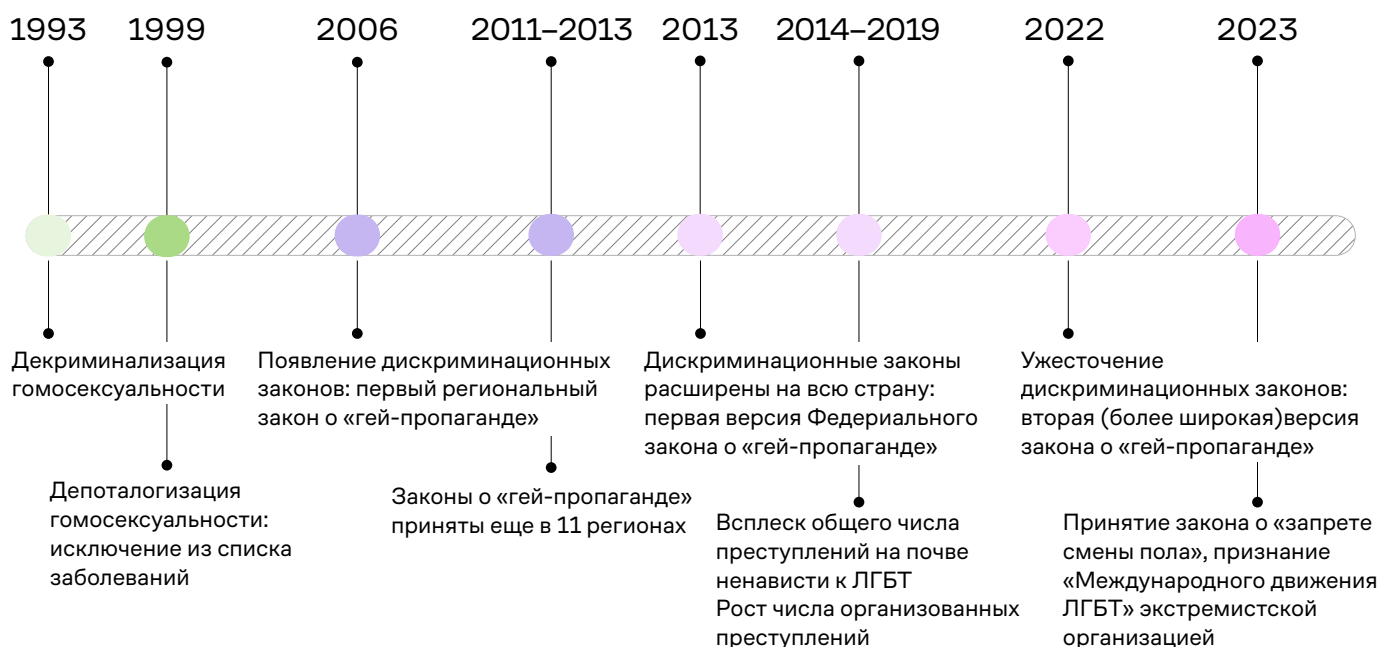 1993
1999
2006
2011–2013
2013
2014–2019
2022
2023
Декриминализация
гомосексуальности
Депоталогизация
гомосексуальности:
исключение из списка
заболеваний
Появление дискриминационных
законов: первый региональный
закон о «гей-пропаганде»
Законы о «гей-пропаганде»
приняты еще в 11 регионах
Дискриминационные законы
расширены на всю страну:
первая версия Федериального
закона о «гей-пропаганде»
Всплеск общего числа
преступлений на почве
ненависти к ЛГБТ
Рост числа организованных
преступлений
Ужесточение
дискриминационных законов:
вторая (более широкая)версия
закона о «гей-пропаганде»
Принятие закона о «запрете
смены пола», признание
«Международного движения
ЛГБТ» экстремистской
организацией